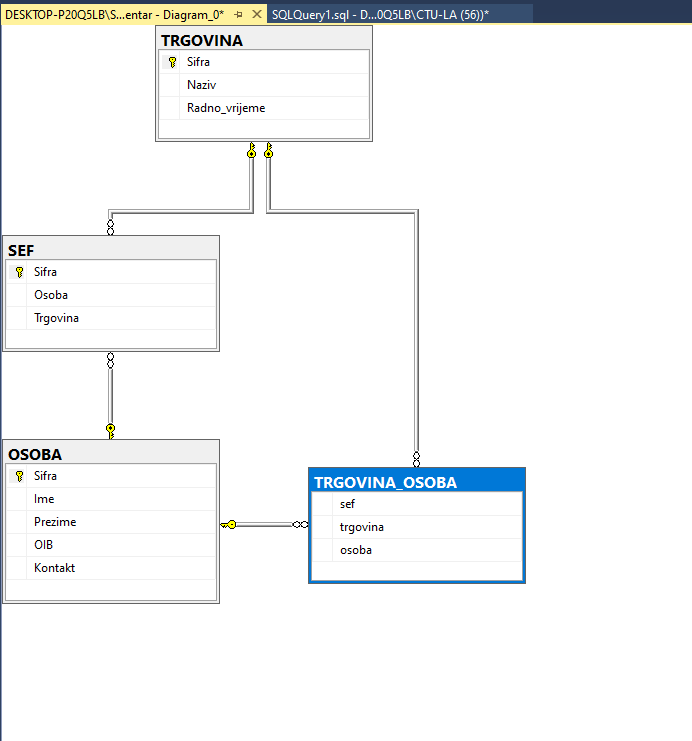 DESKTOP-P20Q5LB\S...entar - Diagram_0*
SQLQuery1.sql - D...0Q5LB\CTU-LA (56))*
TRGOVINA
Sifra
Naziv
Radno_vrijeme
SEF
Sifra
Osoba
Trgovina
OSOBA
Sifra
Ime
Prezime
OIB
Kontakt
TRGOVINA_OSOBA
sef
trgovina
osoba